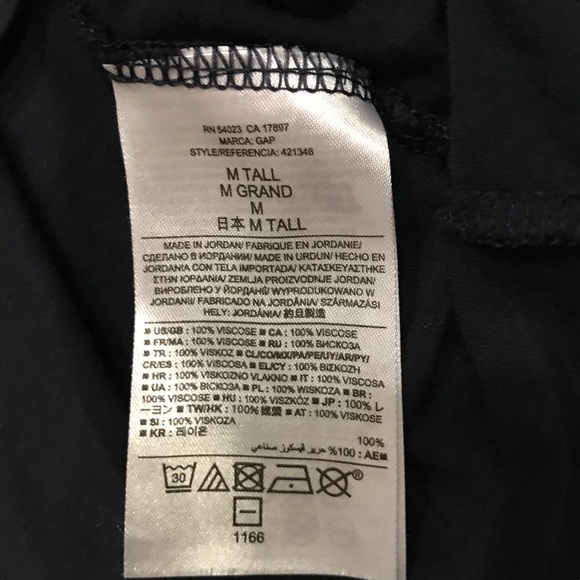 RN 54023 CA 17897
MARCA: GAP
STYLE/REFERENCIA: 421346
M TALL
M GRAND
M
日本 M TALL
MADE IN JORDAN/ FABRIQUE EN JORDANIE/
СДЕЛАНО В ИОРДАНИИ/ MADE IN URDUN/ HECHO EN
JORDANIA CON TELA IMPORTADA/ ΚΑΤΑΣΚΕΥΑΣΤΗΚΕ
ΣΤΗΝ ΙΟΡΔΑΝΙΑ/ ZEMLJA PROIZVODNJE JORDAN/
ВИРОБЛЕНО У ЙОРДАНІЇ/ WYPRODUKOWANO W
JORDANII/ FABRICADO NA JORDÂNIA/ SZÁRMAZÁSI
HELY: JORDÁNIA/ 約旦製造
■ US/GB : 100% VISCOSE ■ CA : 100% VISCOSE
■ FR/MA : 100% VISCOSE ■ RU : 100% ВИСКОЗА
■ TR : 100% VISKOZ ■ CL/CO/MX/PA/PE/UY/AR/PY/
CR/ES : 100% VISCOSA ■ EL/CY : 100% ΒΙΣΚΟΖΗ
■ HR : 100% VISKOZNO VLAKNO ■ IT : 100% VISCOSA
■ UA : 100% ВІСКОЗА ■ PL : 100% WISKOZA ■ BR :
100% VISCOSE ■ HU : 100% VISZKÓZ ■ JP : 100% レ
ーヨン ■ TW/HK : 100% 嫘縈 ■ AT : 100% VISKOSE
■ SI : 100% VISKOZA
■ KR : 레이온 100%
■AE : 100% حرير فيسكوز صناعي
30
®
1166